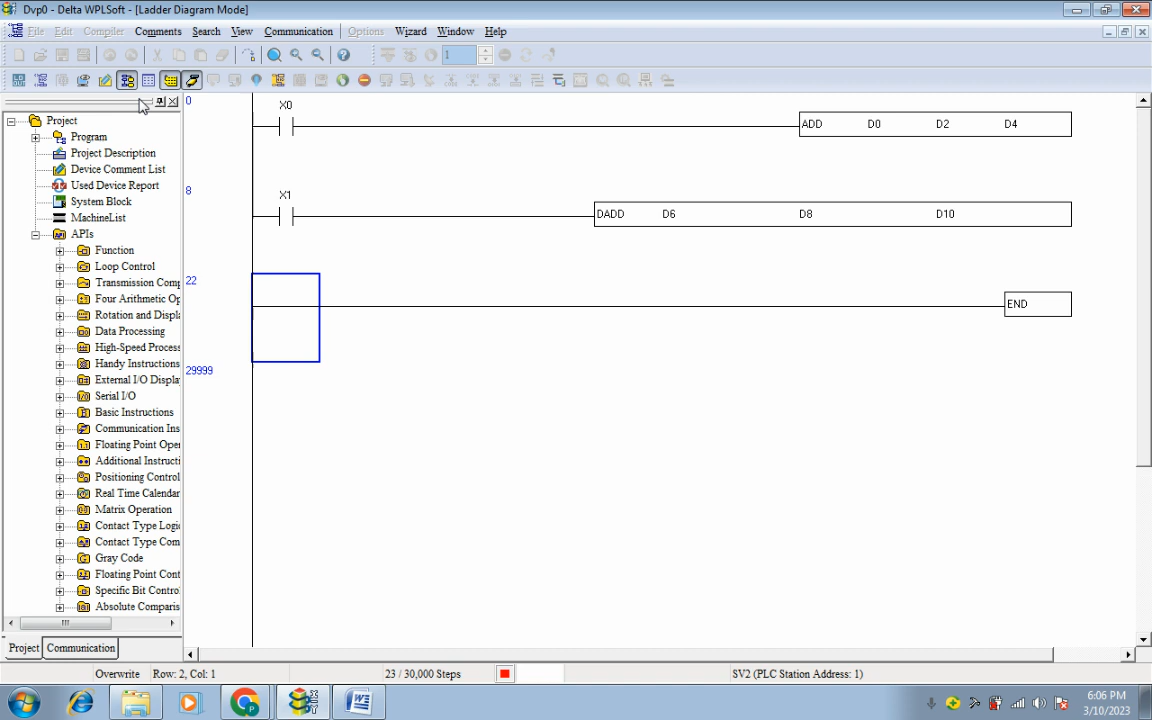 Dvp0 - Delta WPLSoft - [Ladder Diagram Mode]
File Edit Compiler Comments Search View Communication Options Wizard Window Help
1
Project
Program
Project Description
Device Comment List
Used Device Report
System Block
MachineList
APIs
Function
Loop Control
Transmission Comp
Four Arithmetic Op
Rotation and Displa
Data Processing
High-Speed Process
Handy Instructions
External I/O Displa
Serial I/O
Basic Instructions
Communication Ins
Floating Point Oper
Additional Instructi
Positioning Control
Real Time Calendar
Matrix Operation
Contact Type Logi
Contact Type Com
Gray Code
Floating Point Cont
Specific Bit Contro
Absolute Comparis
Project Communication
0
X0
ADD D0 D2 D4
8
X1
DADD D6 D8 D10
22
END
29999
Overwrite Row: 2, Col: 1 23 / 30,000 Steps SV2 (PLC Station Address: 1)
6:06 PM
3/10/2023